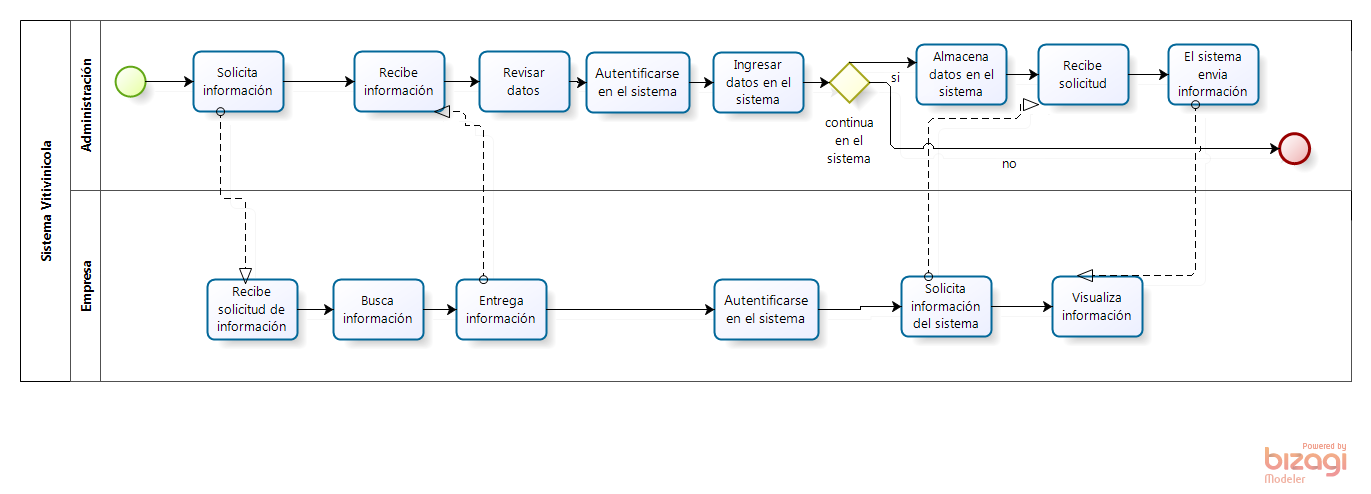 Sistema Vitivinicola
Administración
Solicita
información
Recibe
información
Revisar
datos
Autentificarse
en el sistema
Ingresar
datos en el
sistema
continua
en el
sistema
si
no
Almacena
datos en el
sistema
Recibe
solicitud
El sistema
envia
información
Empresa
Recibe
solicitud de
información
Busca
información
Entrega
información
Autentificarse
en el sistema
Solicita
información
del sistema
Visualiza
información
Powered by
bizagi
Modeler